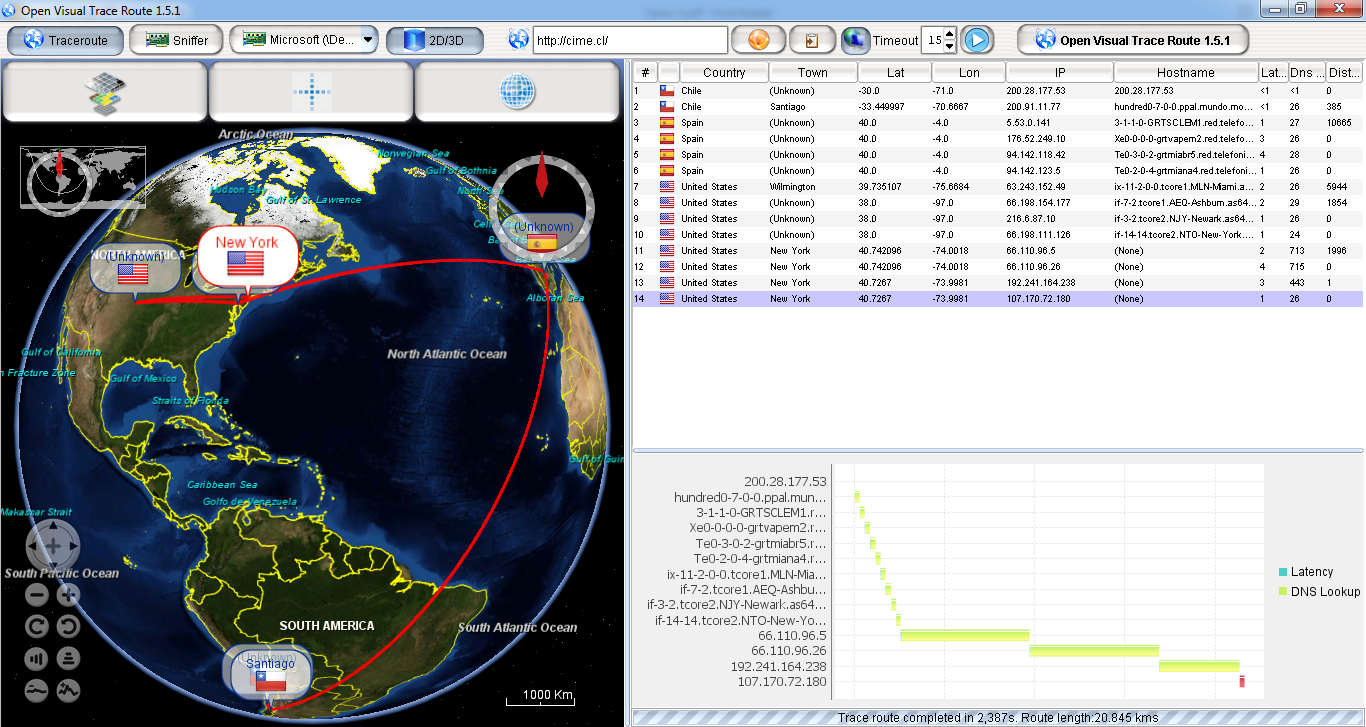 Open Visual Trace Route 1.5.1
Traceroute Sniffer Microsoft (\De... 2D/3D http://cime.cl/ Timeout 15 Open Visual Trace Route 1.5.1
# Country Town Lat Lon IP Hostname Lat... Dns ... Dist...
1 Chile (Unknown) -30.0 -71.0 200.28.177.53 200.28.177.53 <1 <1 0
2 Chile Santiago -33.449997 -70.6667 200.91.11.77 hundred0-7-0-0.ppal.mundo.mo... <1 26 385
3 Spain (Unknown) 40.0 -4.0 5.53.0.141 3-1-1-0-GRTSCLEM1.red.telefo... 1 27 10665
4 Spain (Unknown) 40.0 -4.0 176.52.249.10 Xe0-0-0-0-grtvapem2.red.telefo... 3 26 0
5 Spain (Unknown) 40.0 -4.0 94.142.118.42 Te0-3-0-2-grtmiabr5.red.telefoni... 4 28 0
6 Spain (Unknown) 40.0 -4.0 94.142.123.5 Te0-2-0-4-grtmiana4.red.telefoni... 2 26 0
7 United States Wilmington 39.735107 -75.6684 63.243.152.49 ix-11-2-0-0.tcore1.MLN-Miami.a... 2 26 5944
8 United States (Unknown) 38.0 -97.0 66.198.154.177 if-7-2.tcore1.AEQ-Ashburn.as64... 2 29 1854
9 United States (Unknown) 38.0 -97.0 216.6.87.10 if-3-2.tcore2.NJY-Newark.as64... 1 26 0
10 United States (Unknown) 38.0 -97.0 66.198.111.126 if-14-14.tcore2.NTO-New-York.a... 1 24 0
11 United States New York 40.742096 -74.0018 66.110.96.5 (None) 2 713 1996
12 United States New York 40.742096 -74.0018 66.110.96.26 (None) 4 715 0
13 United States New York 40.7267 -73.9981 192.241.164.238 (None) 3 443 1
14 United States New York 40.7267 -73.9981 107.170.72.180 (None) 1 26 0
Arctic Ocean
Norwegian Sea
Gulf of Bothnia
Hudson Bay
Gulf of St. Lawrence
(Unknown)
New York
NORTH AMERICA
(Unknown)
Alboran Sea
Gulf of California
North Atlantic Ocean
Fracture Zone
Gulf of Mexico
Straits of Florida
Gulf of Gui
Caribbean Sea
Golfo de Venezuela
Makassar Strait
South Pacific Ocean
SOUTH AMERICA
South Atlantic Ocean
(Unknown)
Santiago
1000 Km
200.28.177.53
hundred0-7-0-0.ppal.mun...
3-1-1-0-GRTSCLEM1.r...
Xe0-0-0-0-grtvapem2.r...
Te0-3-0-2-grtmiabr5.r...
Te0-2-0-4-grtmiana4.r...
ix-11-2-0-0.tcore1.MLN-Mia...
if-7-2.tcore1.AEQ-Ashbu...
if-3-2.tcore2.NJY-Newark.as64...
if-14-14.tcore2.NTO-New-Yo...
66.110.96.5
66.110.96.26
192.241.164.238
107.170.72.180
Latency
DNS Lookup
Trace route completed in 2,387s. Route length:20.845 kms